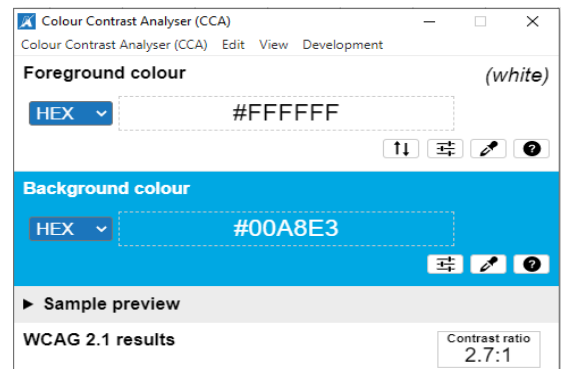 Colour Contrast Analyser (CCA)
Colour Contrast Analyser (CCA) Edit View Development
Foreground colour (white)
HEX #FFFFFF
Background colour
HEX #00A8E3
Sample preview
WCAG 2.1 results Contrast ratio
2.7:1